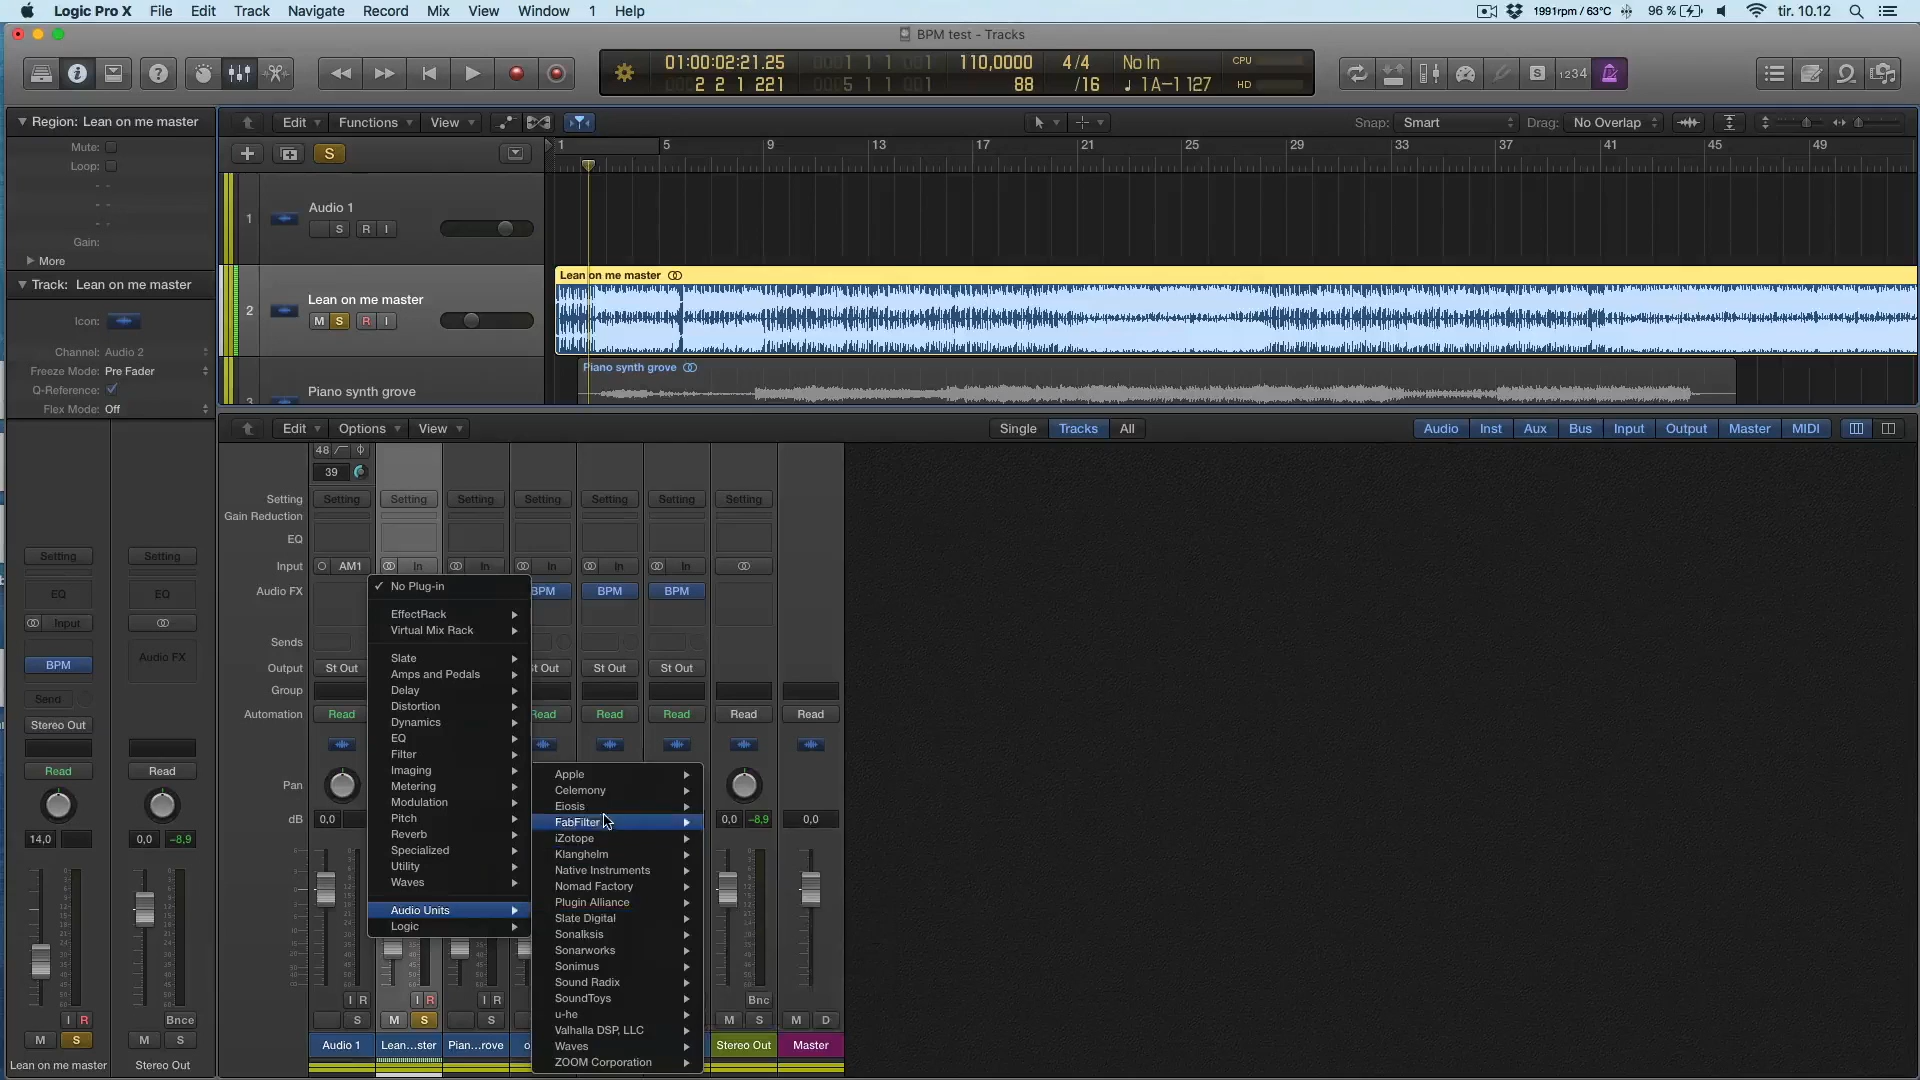 Logic Pro X File Edit Track Navigate Record Mix View Window 1 Help
1991rpm / 63°C 96 % tir. 10.12
BPM test - Tracks
01:00:02:21.25 1 1 1 110,0000 4/4 No In CPU
2 2 1 221 5 1 1 88 /16 1A–1 127 HD
S 1234
Region: Lean on me master
Mute:
Loop:
Gain:
More
Track: Lean on me master
Icon:
Channel: Audio 2
Freeze Mode: Pre Fader
Q-Reference:
Flex Mode: Off
Edit Functions View
Snap: Smart Drag: No Overlap
S
1 5 9 13 17 21 25 29 33 37 41 45 49
1 Audio 1
S R I
2 Lean on me master
M S R I
3 Piano synth grove
Lean on me master
Piano synth grove
Edit Options View
Single Tracks All
Audio Inst Aux Bus Input Output Master MIDI
48
39
Setting Setting Setting Setting Setting Setting Setting Setting
Gain Reduction
EQ
Input AM1 In In In In In
Audio FX BPM BPM BPM
Sends
Output St Out St Out St Out St Out
Group
Automation Read Read Read Read Read Read
Pan
dB 0,0 0,0 -8,9 0,0
I R I R I R Bnc
S M S S M S M D
Audio 1 Lean...ster Pian...rove Stereo Out Master
No Plug-in
EffectRack
Virtual Mix Rack
Slate
Amps and Pedals
Delay
Distortion
Dynamics
EQ
Filter
Imaging
Metering
Modulation
Pitch
Reverb
Specialized
Utility
Waves
Audio Units
Logic
Apple
Celemony
Eiosis
FabFilter
iZotope
Klanghelm
Native Instruments
Nomad Factory
Plugin Alliance
Slate Digital
Sonalksis
Sonarworks
Sonimus
Sound Radix
SoundToys
u-he
Valhalla DSP, LLC
Waves
ZOOM Corporation
Setting Setting
EQ EQ
Input
BPM Audio FX
Send
Stereo Out
Read Read
14,0 0,0 -8,9
I R Bnce
M S M S
Lean on me master Stereo Out